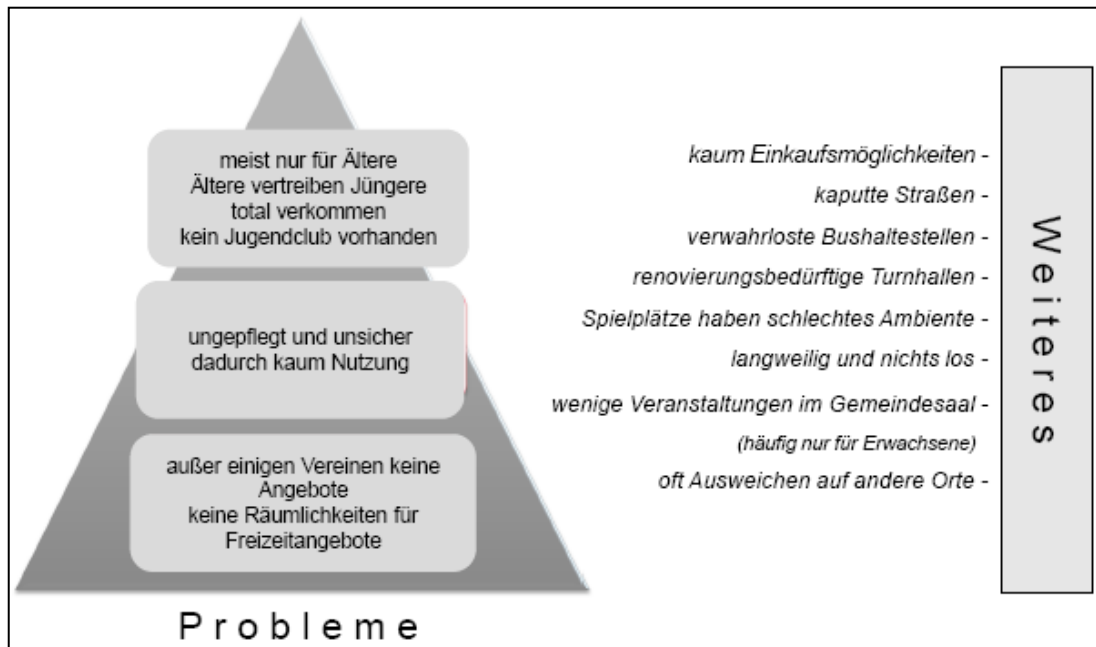 meist nur für Ältere
Ältere vertreiben Jüngere
total verkommen
kein Jugendclub vorhanden
ungepflegt und unsicher
dadurch kaum Nutzung
außer einigen Vereinen keine
Angebote
keine Räumlichkeiten für
Freizeitangebote
Probleme
kaum Einkaufsmöglichkeiten -
kaputte Straßen -
verwahrloste Bushaltestellen -
renovierungsbedürftige Turnhallen -
Spielplätze haben schlechtes Ambiente -
langweilig und nichts los -
wenige Veranstaltungen im Gemeindesaal -
(häufig nur für Erwachsene)
oft Ausweichen auf andere Orte -
Weiteres